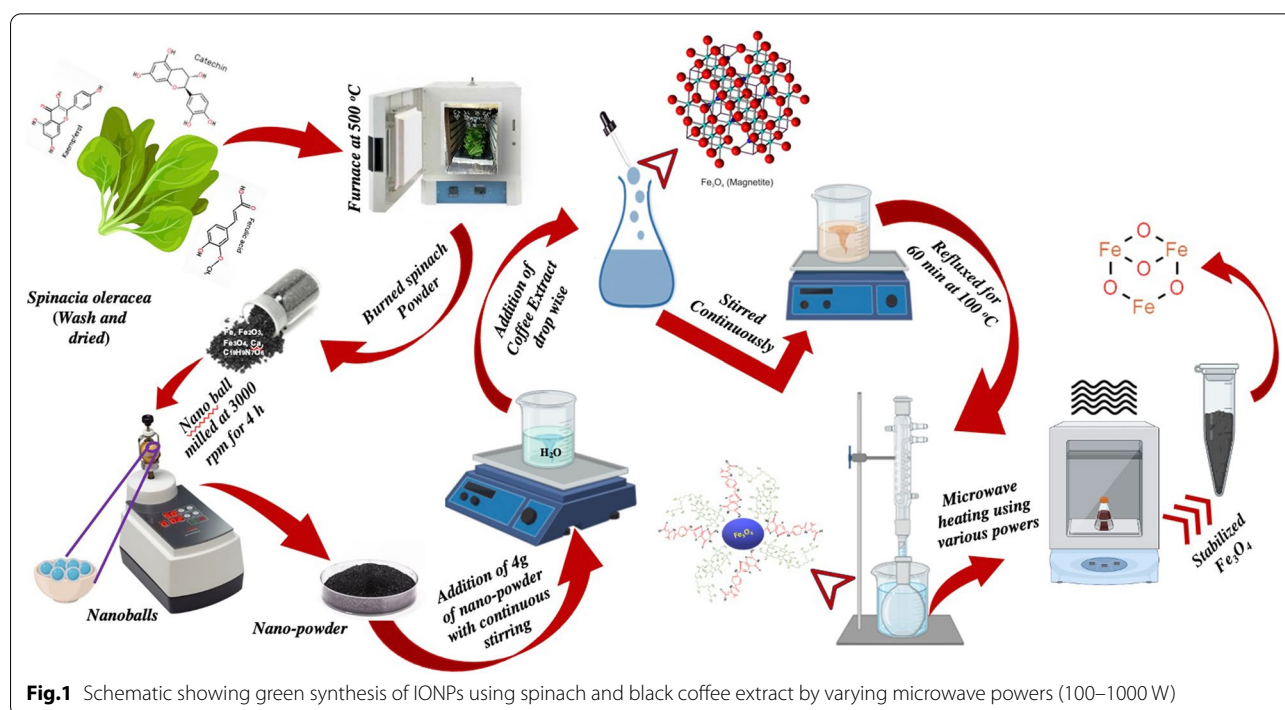 Catechin
Kaempferol
Ferulic acid
Spinacia oleracea
(Wash and
dried)
Furnace at 500 °C
Burned spinach
Powder
Fe, Fe2O3,
Fe3O4, Ca,
Nano ball
milled at 3000
rpm for 4 h
Nanoballs
Nano-powder
Addition of 4g
of nano-powder
with continuous
stirring
H₂O
Addition of
Coffee Extract
drop wise
Fe₃O₄ (Magnetite)
Stirred
Continuously
Refluxed for
60 min at 100 °C
Fe₃O₄
Microwave
heating using
various powers
Stabilized
Fe₃O₄
O
Fe Fe
O
O O
Fe
Fig.1 Schematic showing green synthesis of IONPs using spinach and black coffee extract by varying microwave powers (100–1000 W)